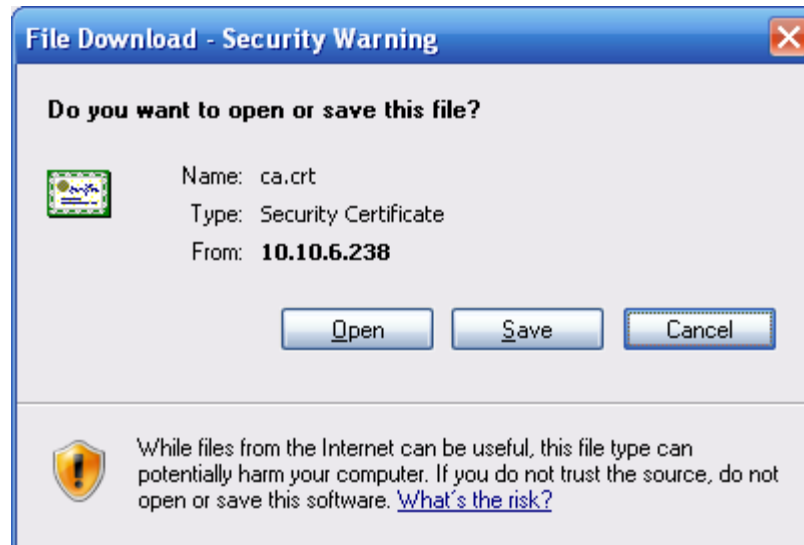 File Download - Security Warning
Do you want to open or save this file?
Name: ca.crt
Type: Security Certificate
From: 10.10.6.238
Open Save Cancel
While files from the Internet can be useful, this file type can
potentially harm your computer. If you do not trust the source, do not
open or save this software. What's the risk?